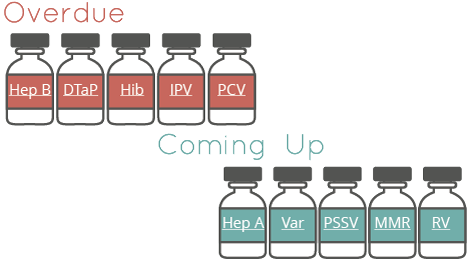 Overdue
Hep B DTaP Hib IPV PCV
Coming Up
Hep A Var PSSV MMR RV